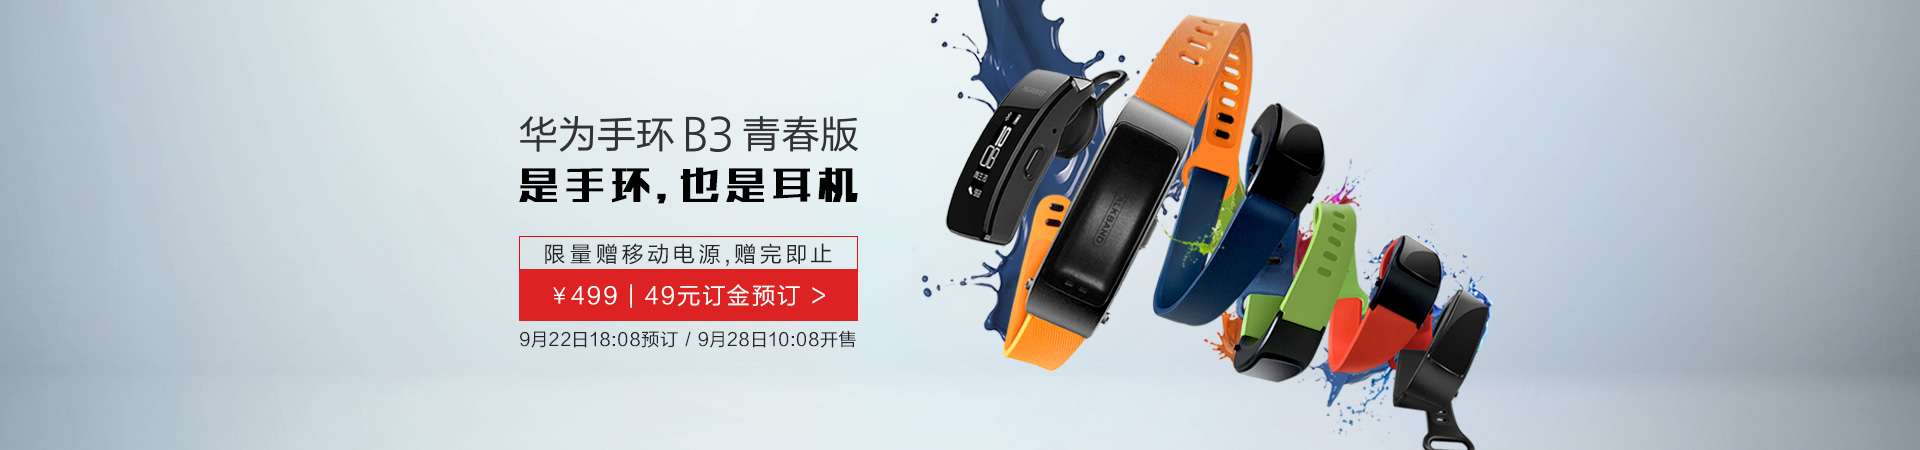 华为手环 B3 青春版
是手环,也是耳机
限量赠移动电源,赠完即止
￥499 | 49元订金预订 >
9月22日18:08预订 / 9月28日10:08开售
TALKBAND